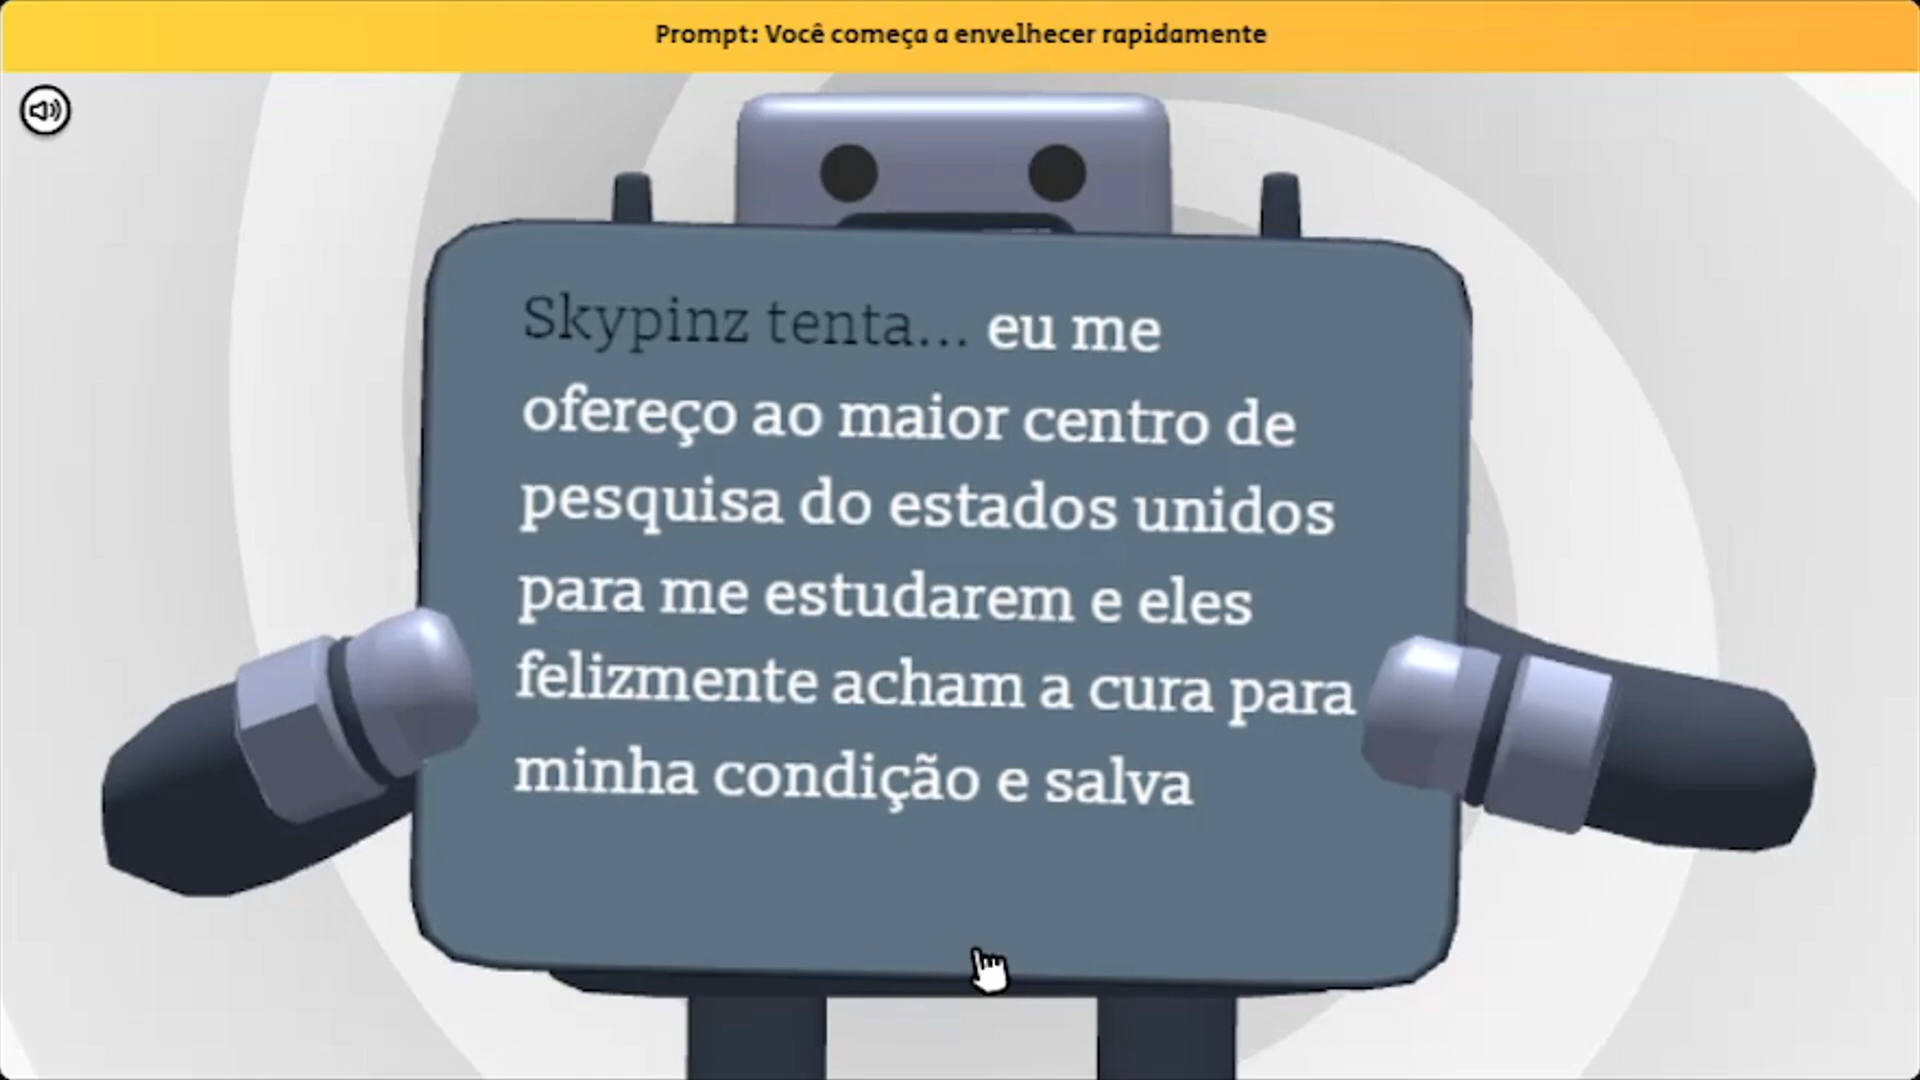 Prompt: Você começa a envelhecer rapidamente
Skypinz tenta... eu me
ofereço ao maior centro de
pesquisa do estados unidos
para me estudarem e eles
felizmente acham a cura para
minha condição e salva